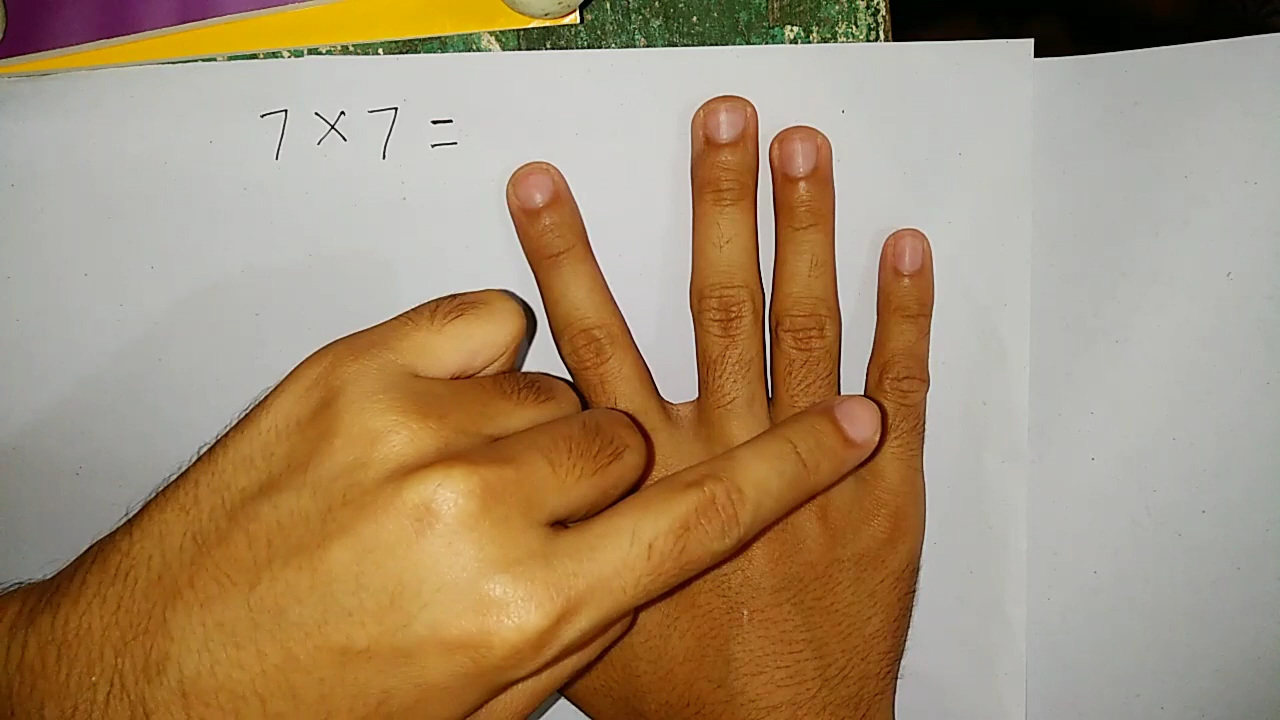 7 × 7 =